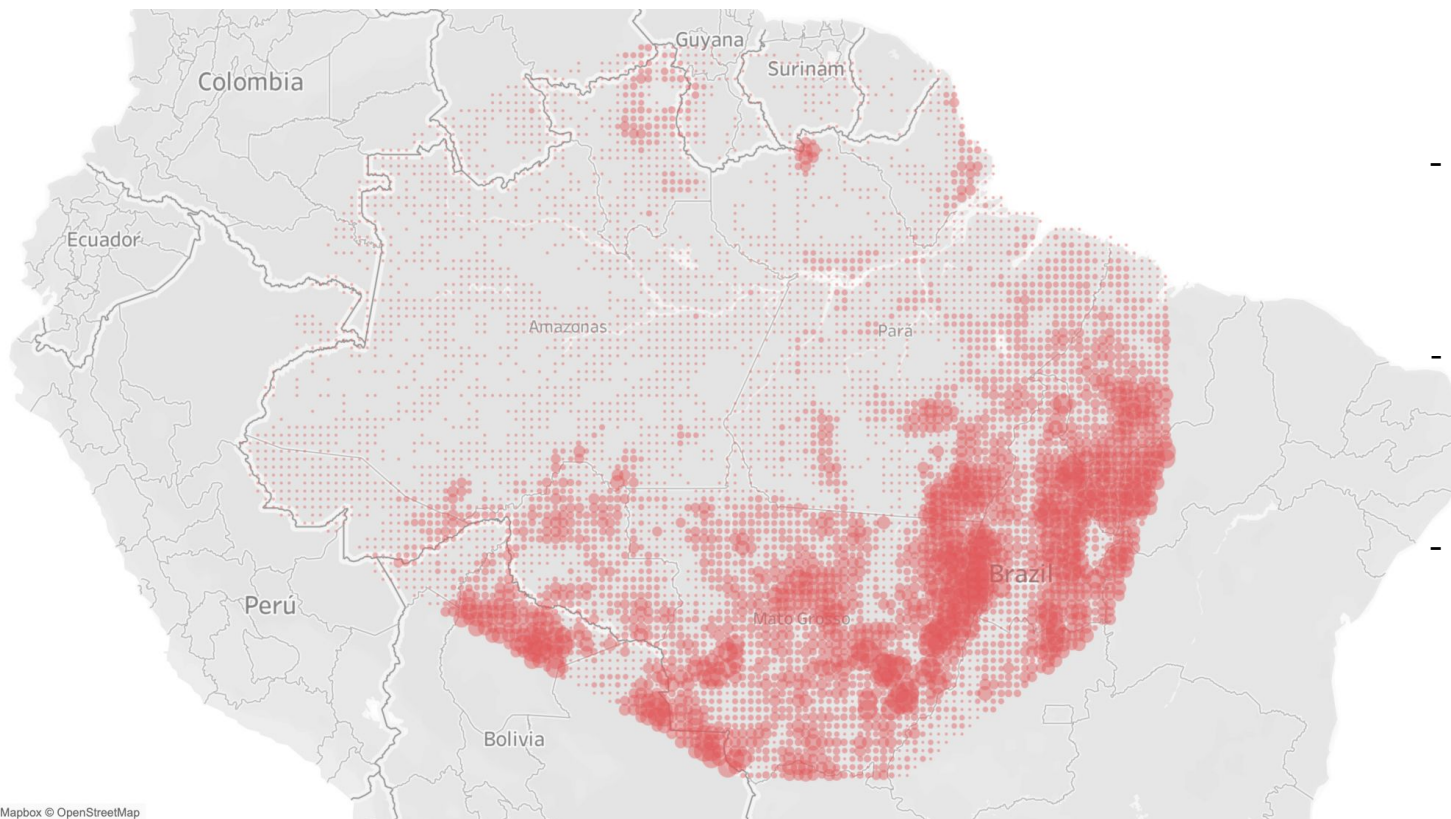 Guyana
Surinam
Colombia
Ecuador
Amazonas
Pará
Brazil
Perú
Mato Grosso
Bolivia
Mapbox © OpenStreetMap